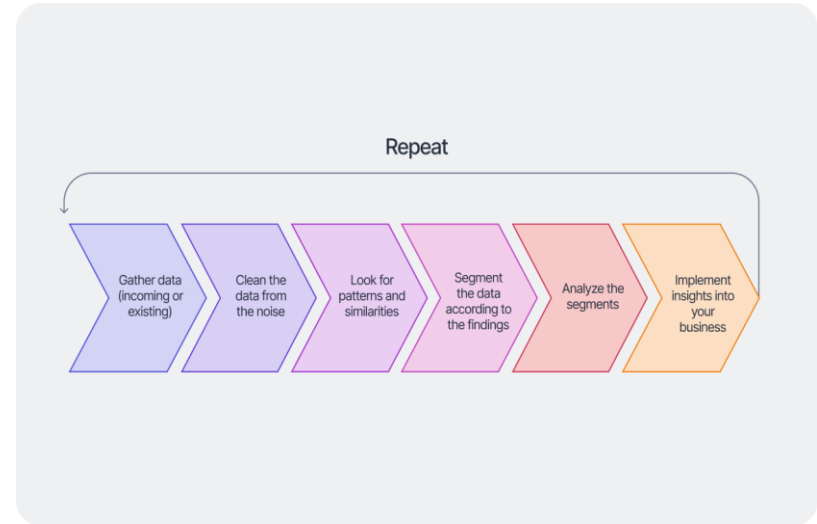 Repeat
Gather data
(incoming or
existing)
Clean the
data from
the noise
Look for
patterns and
similarities
Segment
the data
according to
the findings
Analyze the
segments
Implement
insights into
your
business